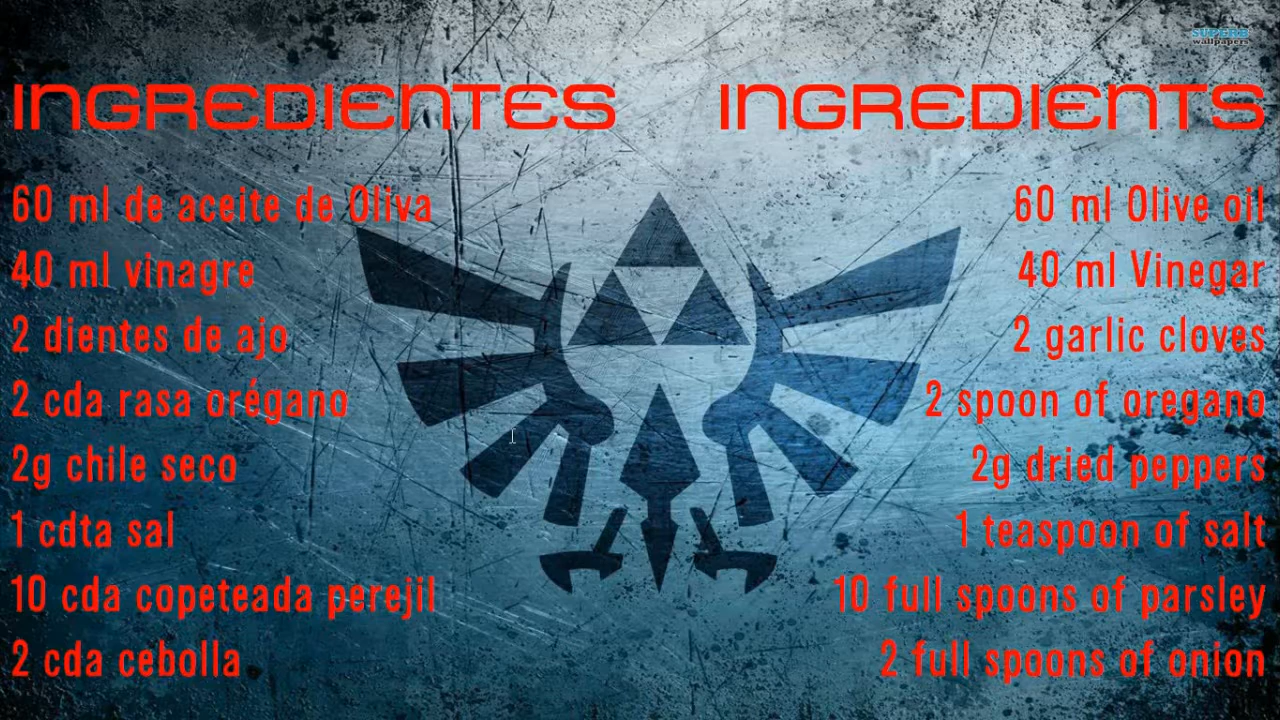 SUPERB
wallpapers
INGREDIENTES
60 ml de aceite de Oliva
40 ml vinagre
2 dientes de ajo
2 cda rasa orégano
2g chile seco
1 cdta sal
10 cda copeteada perejil
2 cda cebolla
INGREDIENTS
60 ml Olive oil
40 ml Vinegar
2 garlic cloves
2 spoon of oregano
2g dried peppers
1 teaspoon of salt
10 full spoons of parsley
2 full spoons of onion